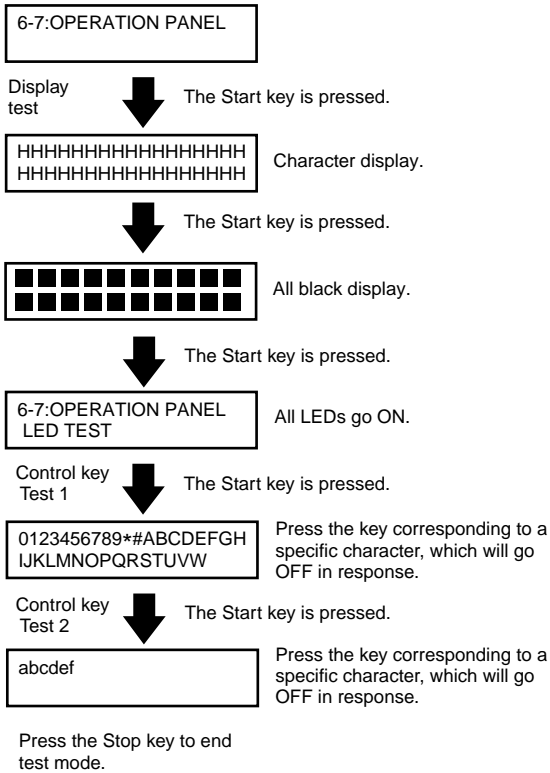 6-7:OPERATION PANEL
Display
test
The Start key is pressed.
HHHHHHHHHHHHHHHHH
HHHHHHHHHHHHHHHHH
Character display.
The Start key is pressed.
All black display.
The Start key is pressed.
6-7:OPERATION PANEL
LED TEST
All LEDs go ON.
Control key
Test 1
The Start key is pressed.
0123456789*#ABCDEFGH
IJKLMNOPQRSTUVW
Press the key corresponding to a
specific character, which will go
OFF in response.
Control key
Test 2
The Start key is pressed.
abcdef
Press the key corresponding to a
specific character, which will go
OFF in response.
Press the Stop key to end
test mode.